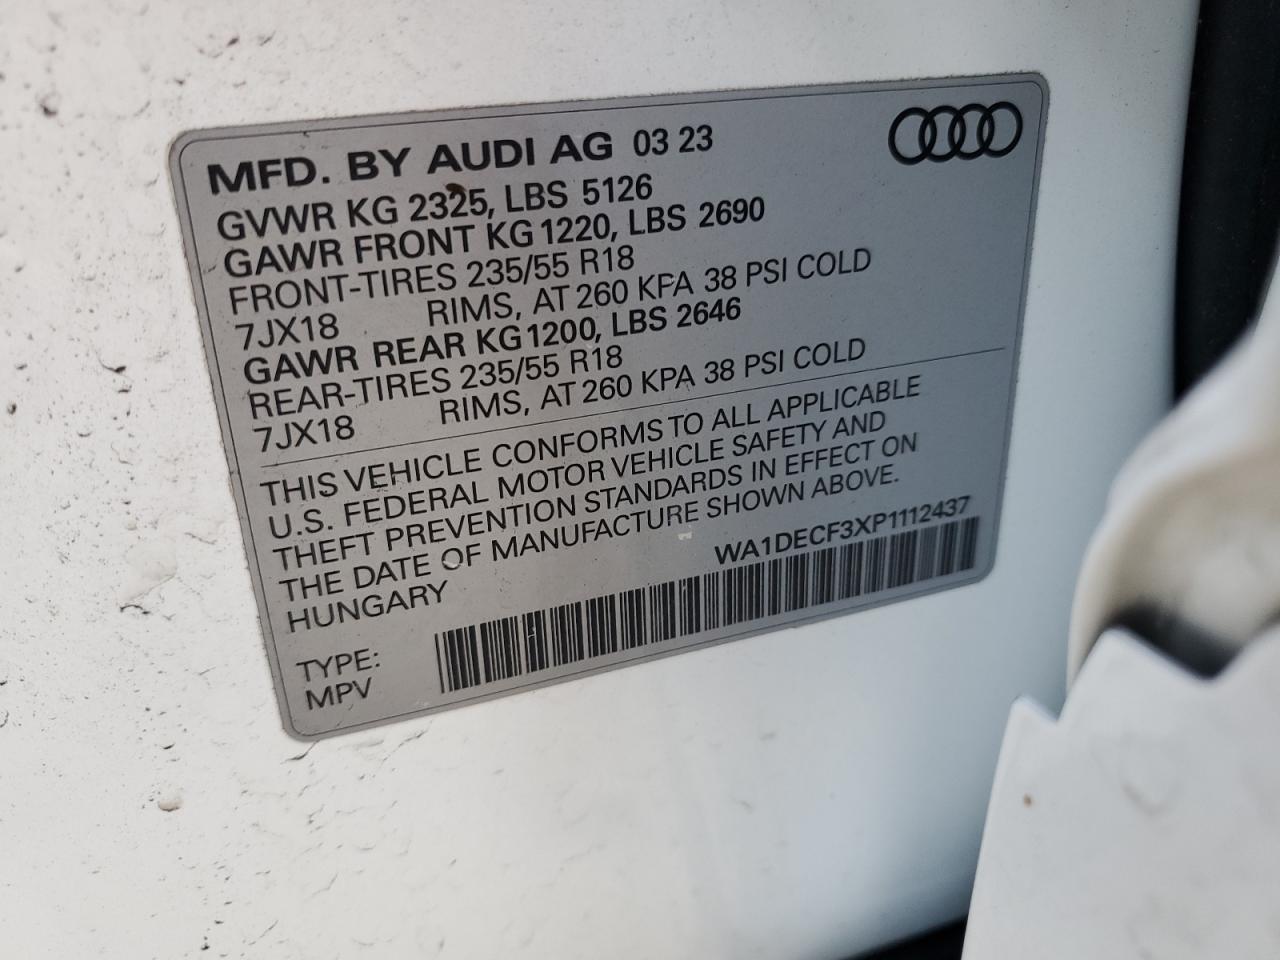 MFD. BY AUDI AG 03 23
GVWR KG 2325, LBS 5126
GAWR FRONT KG 1220, LBS 2690
FRONT-TIRES 235/55 R18
7JX18 RIMS, AT 260 KPA 38 PSI COLD
GAWR REAR KG 1200, LBS 2646
REAR-TIRES 235/55 R18
7JX18 RIMS, AT 260 KPA 38 PSI COLD
THIS VEHICLE CONFORMS TO ALL APPLICABLE
U.S. FEDERAL MOTOR VEHICLE SAFETY AND
THEFT PREVENTION STANDARDS IN EFFECT ON
THE DATE OF MANUFACTURE SHOWN ABOVE.
HUNGARY
WA1DECF3XP1112437
TYPE:
MPV